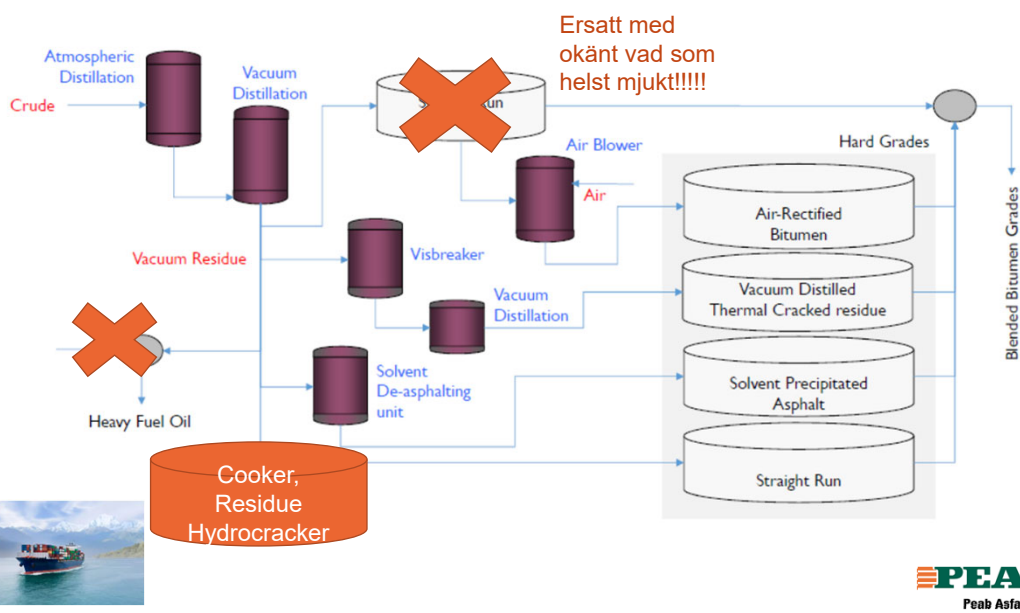 Ersatt med
okänt vad som
helst mjukt!!!!!
Atmospheric
Distillation
Vacuum
Distillation
Crude
Air Blower
Air
Hard Grades
Air-Rectified
Bitumen
Vacuum Residue
Visbreaker
Vacuum
Distillation
Vacuum Distilled
Thermal Cracked residue
Blended Bitumen Grades
Solvent
De-asphalting
unit
Solvent Precipitated
Asphalt
Heavy Fuel Oil
Cooker,
Residue
Hydrocracker
Straight Run
PEA
Peab Asfa